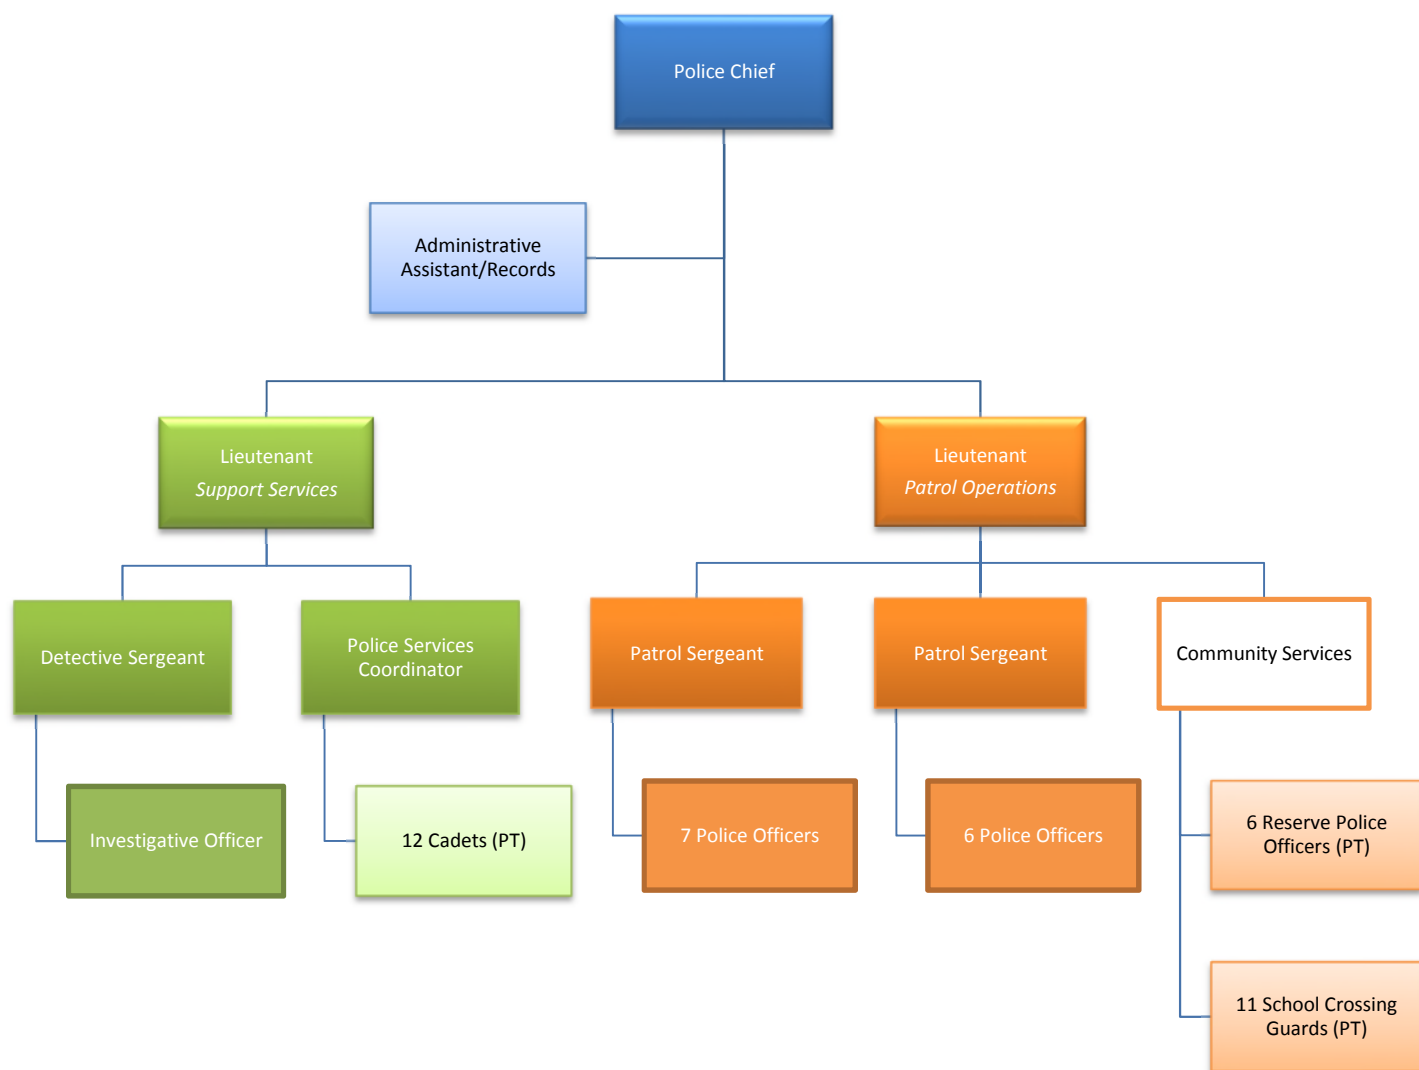 Police Chief
Administrative
Assistant/Records
Lieutenant
Support Services
Lieutenant
Patrol Operations
Detective Sergeant
Police Services
Coordinator
Patrol Sergeant
Patrol Sergeant
Community Services
Investigative Officer
12 Cadets (PT)
7 Police Officers
6 Police Officers
6 Reserve Police
Officers (PT)
11 School Crossing
Guards (PT)